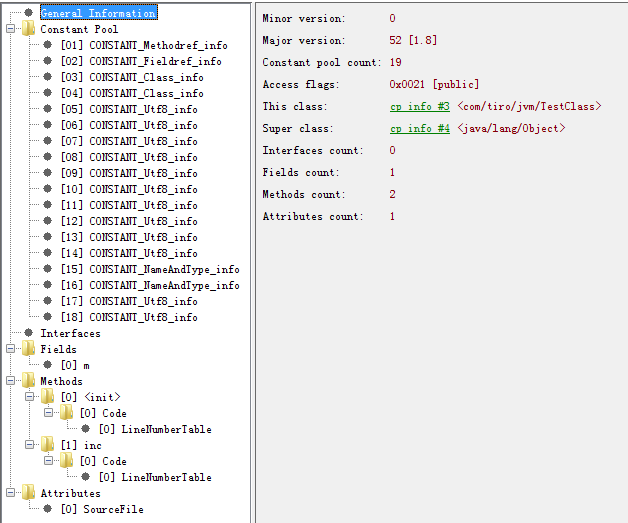 General Information
Constant Pool
[01] CONSTANT_Methodref_info
[02] CONSTANT_Fieldref_info
[03] CONSTANT_Class_info
[04] CONSTANT_Class_info
[05] CONSTANT_Utf8_info
[06] CONSTANT_Utf8_info
[07] CONSTANT_Utf8_info
[08] CONSTANT_Utf8_info
[09] CONSTANT_Utf8_info
[10] CONSTANT_Utf8_info
[11] CONSTANT_Utf8_info
[12] CONSTANT_Utf8_info
[13] CONSTANT_Utf8_info
[14] CONSTANT_Utf8_info
[15] CONSTANT_NameAndType_info
[16] CONSTANT_NameAndType_info
[17] CONSTANT_Utf8_info
[18] CONSTANT_Utf8_info
Interfaces
Fields
[0] m
Methods
[0] <init>
[0] Code
[0] LineNumberTable
[1] inc
[0] Code
[0] LineNumberTable
Attributes
[0] SourceFile
Minor version: 0
Major version: 52 [1.8]
Constant pool count: 19
Access flags: 0x0021 [public]
This class: cp info #3 <com/tiro/jvm/TestClass>
Super class: cp info #4 <java/lang/Object>
Interfaces count: 0
Fields count: 1
Methods count: 2
Attributes count: 1